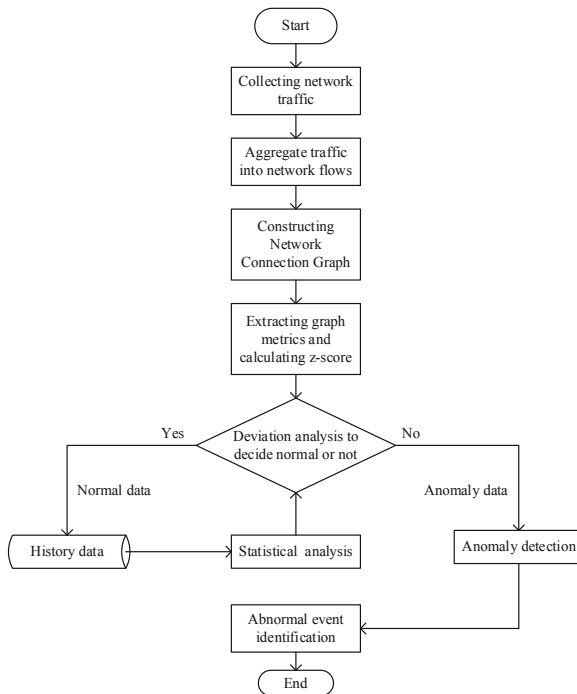 Start
Collecting network
traffic
Aggregate traffic
into network flows
Constructing
Network
Connection Graph
Extracting graph
metrics and
calculating z-score
Yes
Deviation analysis to
decide normal or not
No
Normal data
Anomaly data
History data
Statistical analysis
Anomaly detection
Abnormal event
identification
End